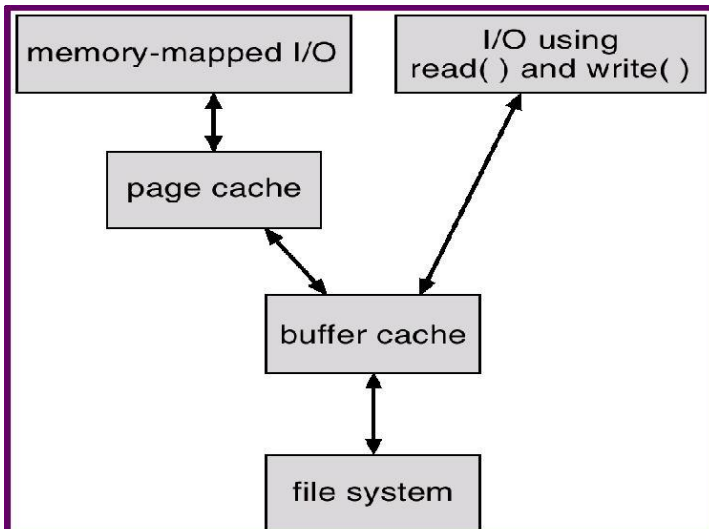 memory-mapped I/O
I/O using
read( ) and write( )
page cache
buffer cache
file system